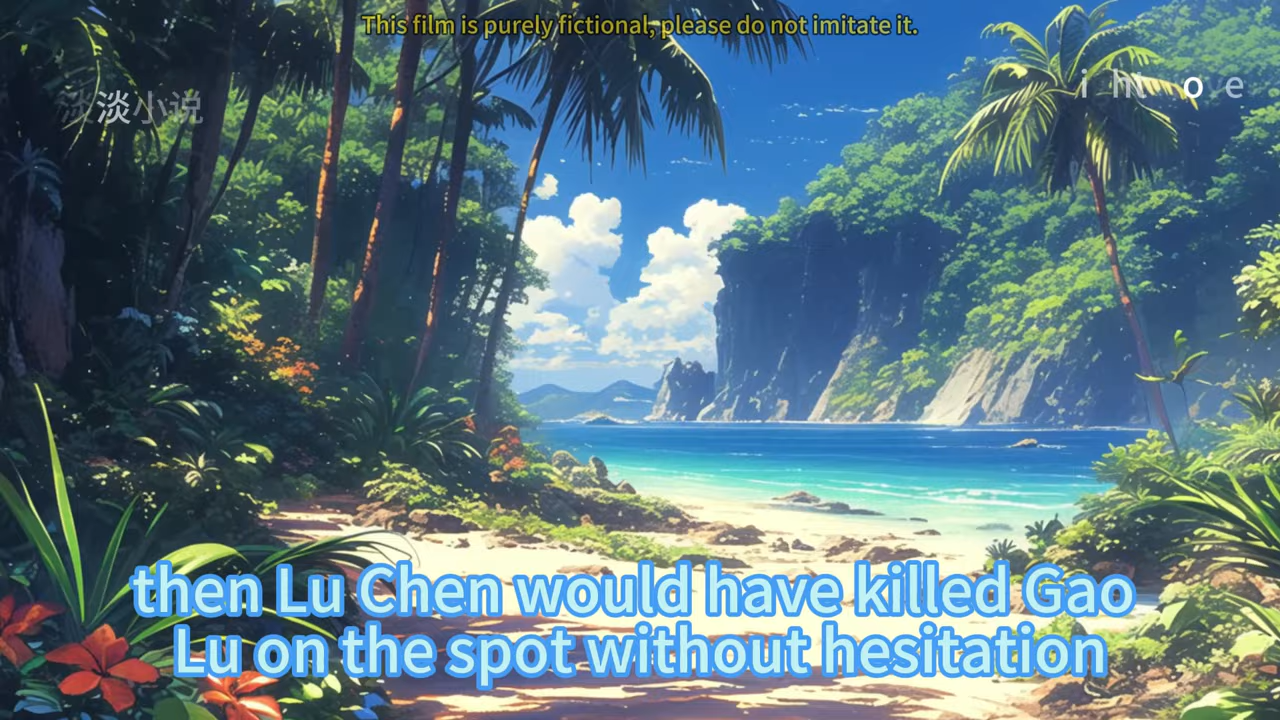 This film is purely fictional, please do not imitate it.
淡淡小说
then Lu Chen would have killed Gao
Lu on the spot without hesitation